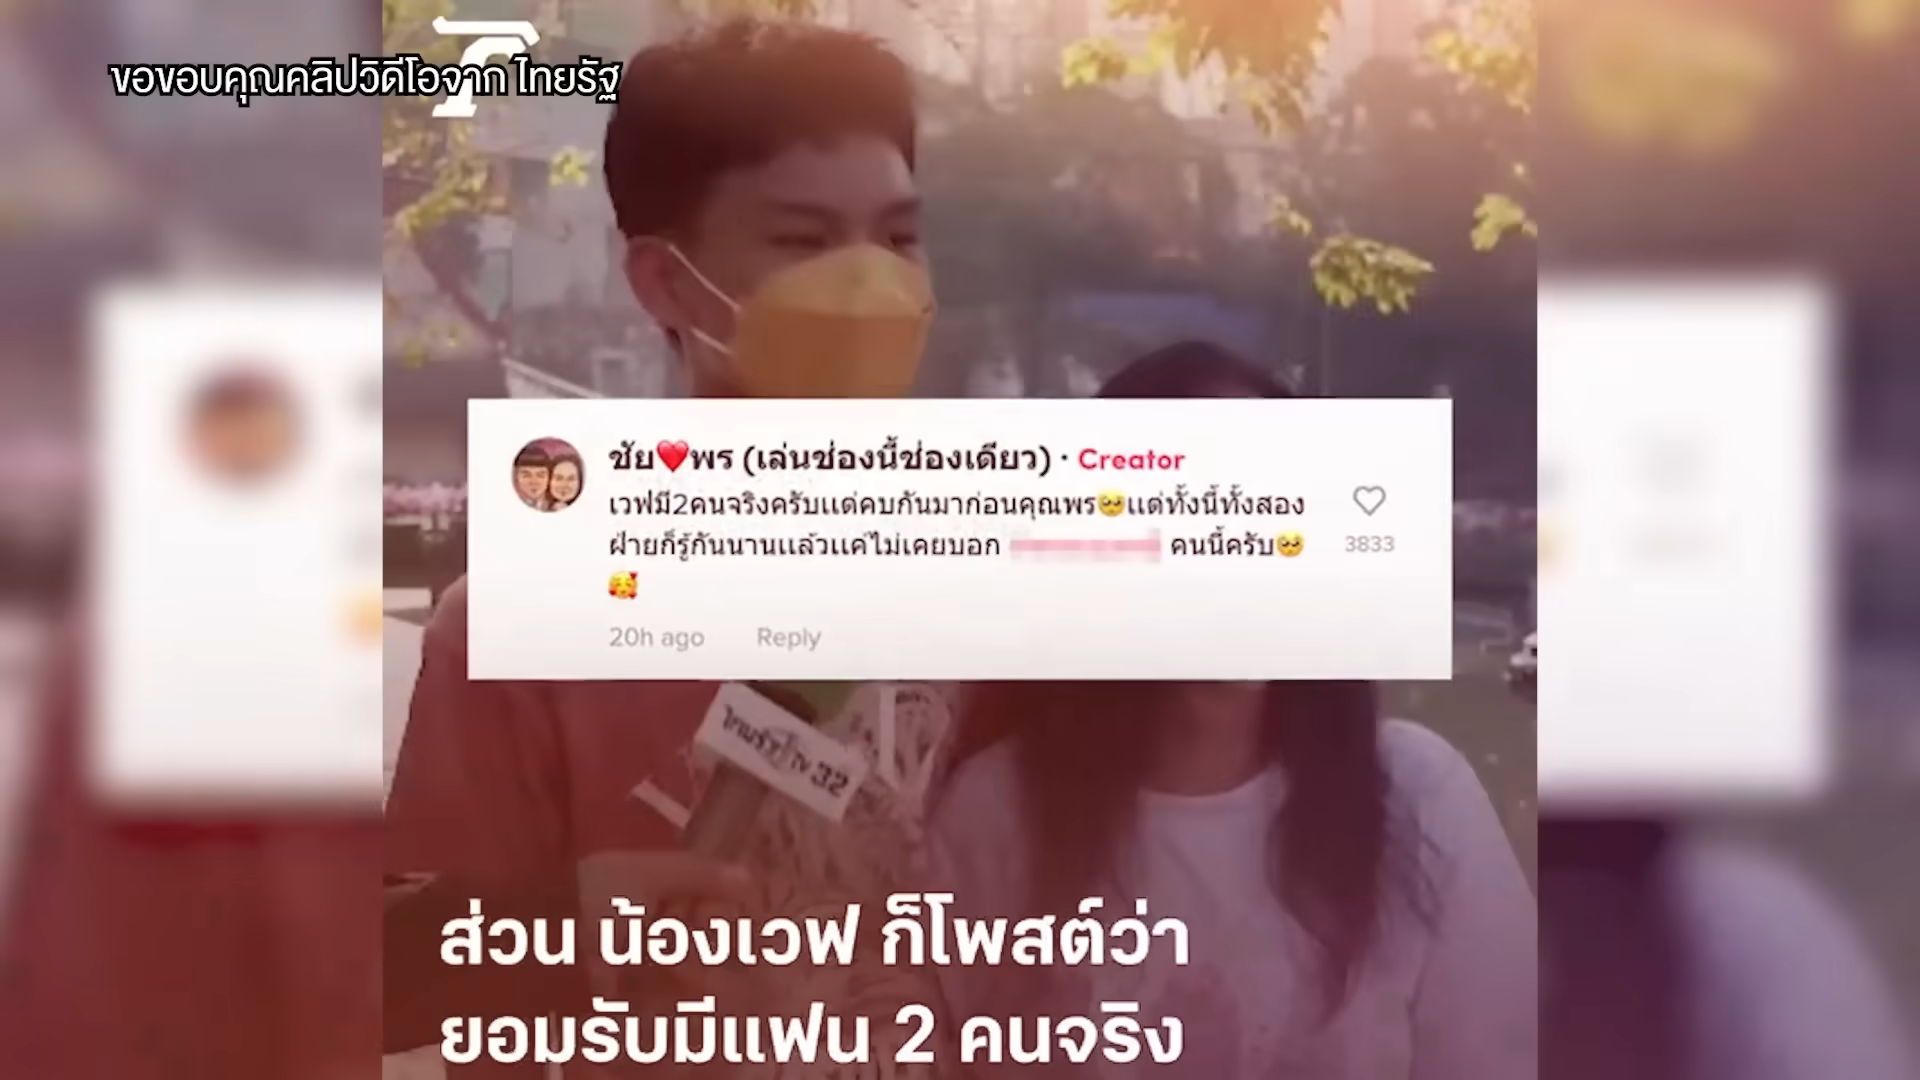 ขอขอบคุณคลิปวิดีโอจาก ไทยรัฐ
ชัย❤️พร (เล่นช่องนี้ช่องเดียว) · Creator
เวฟมี2คนจริงครับแต่คบกันมาก่อนคุณพร🥺แต่ทั้งนี้ทั้งสอง
ฝ่ายก็รู้กันนานแล้วแค่ไม่เคยบอก คนนี้ครับ🥺
🥰
3833
20h ago Reply
ไทยรัฐ TV 32
ส่วน น้องเวฟ ก็โพสต์ว่า
ยอมรับมีแฟน 2 คนจริง